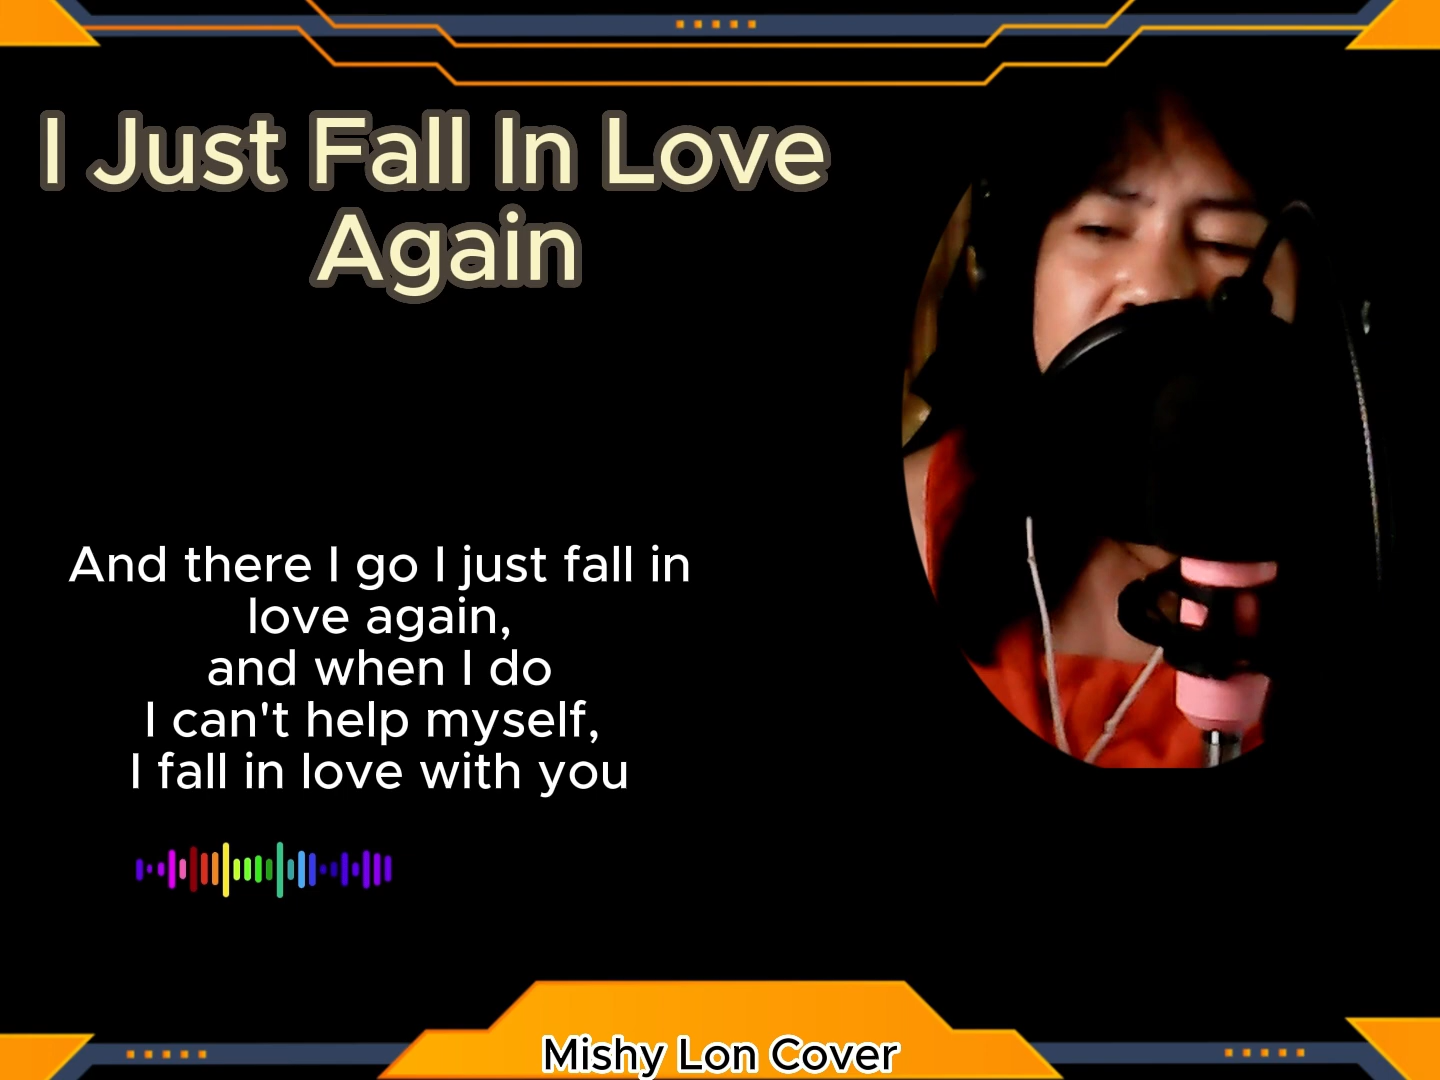 I Just Fall In Love
Again
And there I go I just fall in
love again,
and when I do
I can't help myself,
I fall in love with you
Mishy Lon Cover